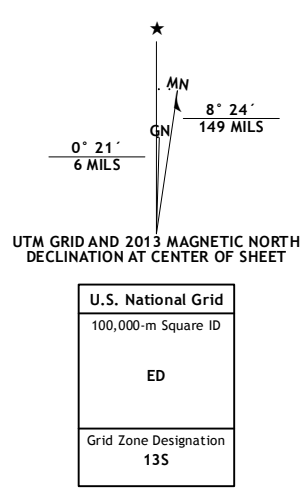 ★
MN
GN
8° 24´
149 MILS
0° 21´
6 MILS
UTM GRID AND 2013 MAGNETIC NORTH
DECLINATION AT CENTER OF SHEET
U.S. National Grid
100,000-m Square ID
ED
Grid Zone Designation
13S